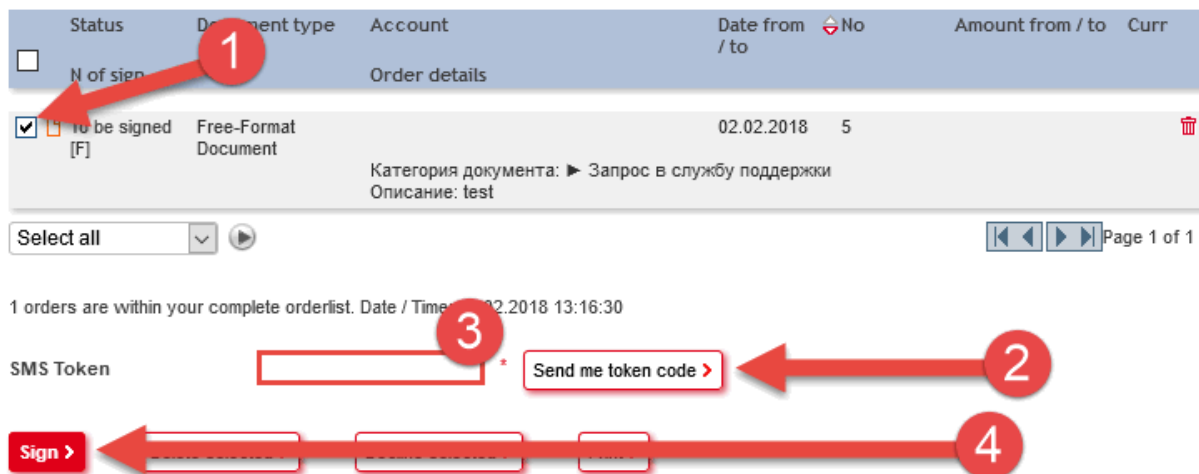 Status Document type Account Date from / to No Amount from / to Curr
N of sign Order details
1
To be signed [F] Free-Format Document 02.02.2018 5
Категория документа: ► Запрос в службу поддержки
Описание: test
Select all Page 1 of 1
1 orders are within your complete orderlist. Date / Time 02.2018 13:16:30
3
SMS Token * Send me token code >
2
Sign >
4